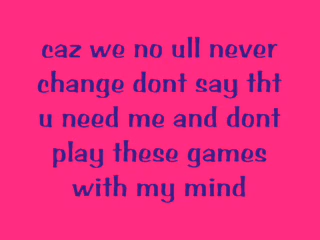 caz we no ull never
change dont say tht
u need me and dont
play these games
with my mind